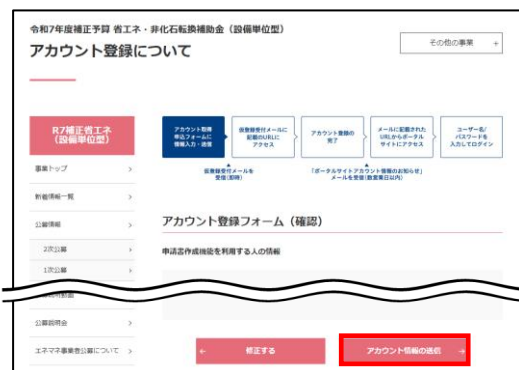 令和7年度補正予算 省エネ・非化石転換補助金（設備単位型）
アカウント登録について
その他の事業 +
R7補正省エネ
（設備単位型）
事業トップ
新着情報一覧
公募情報
2次公募
1次公募
公募説明会
エネマネ事業者公募について
アカウント取得
申込フォームに
情報入力・送信
仮登録受付メールに
記載のURLに
アクセス
アカウント登録の
完了
メールに記載された
URLからポータル
サイトにアクセス
ユーザー名/
パスワードを
入力してログイン
仮登録受付メールを
受信(即時)
「ポータルサイトアカウント情報のお知らせ」
メールを受信(数営業日以内)
アカウント登録フォーム（確認）
申請書作成機能を利用する人の情報
修正する
アカウント情報の送信